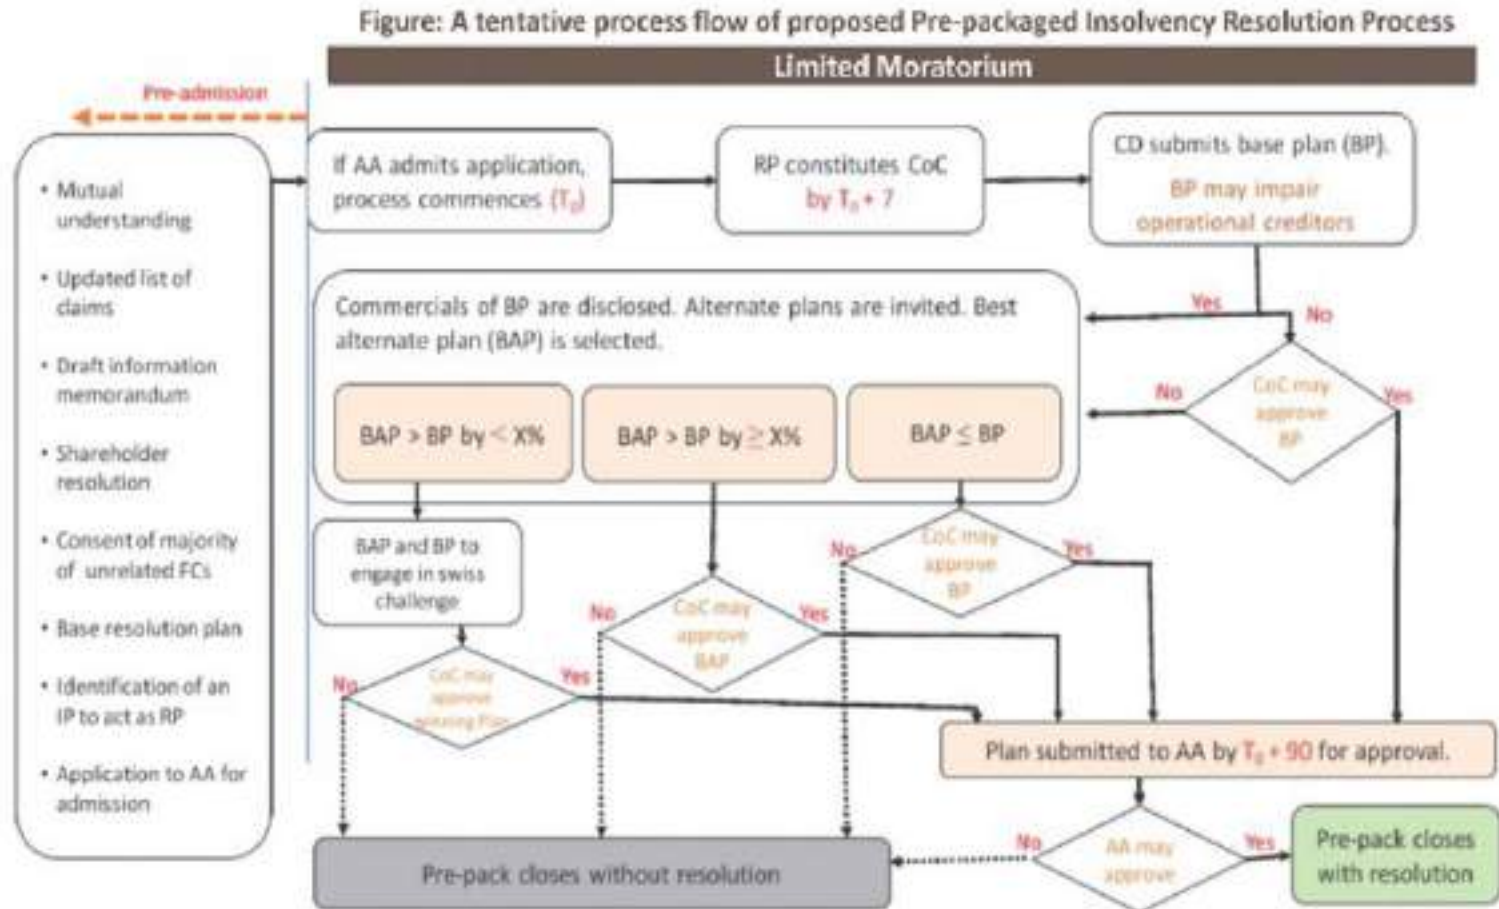 Figure: A tentative process flow of proposed Pre-packaged Insolvency Resolution Process
Limited Moratorium
Pre-admission
• Mutual
understanding
• Updated list of
claims
• Draft information
memorandum
• Shareholder
resolution
• Consent of majority
of unrelated FCs
• Base resolution plan
• Identification of an
IP to act as RP
• Application to AA for
admission
If AA admits application,
process commences (T₀)
RP constitutes CoC
by T₀ + 7
CD submits base plan (BP).
BP may impair
operational creditors
Yes
No
Commercials of BP are disclosed. Alternate plans are invited. Best
alternate plan (BAP) is selected.
BAP > BP by < X%
BAP > BP by ≥ X%
BAP ≤ BP
No
CoC may
approve
BP
Yes
BAP and BP to
engage in swiss
challenge
No
CoC may
approve
BP
Yes
No
CoC may
approve
BAP
Yes
No
CoC may
approve
winning Plan
Yes
Plan submitted to AA by T₀ + 90 for approval.
Pre-pack closes without resolution
No
AA may
approve
Yes
Pre-pack closes
with resolution